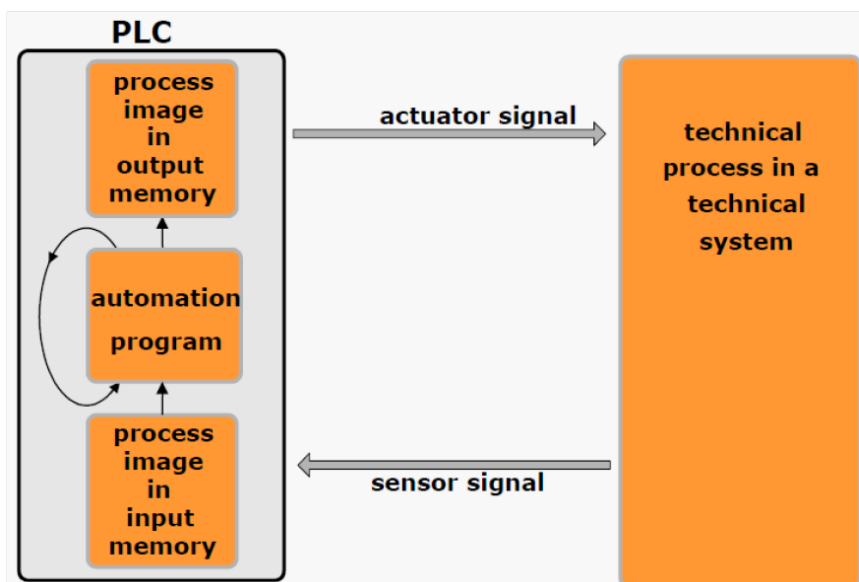 PLC
process
image
in
output
memory
automation
program
process
image
in
input
memory
actuator signal
sensor signal
technical
process in a
technical
system